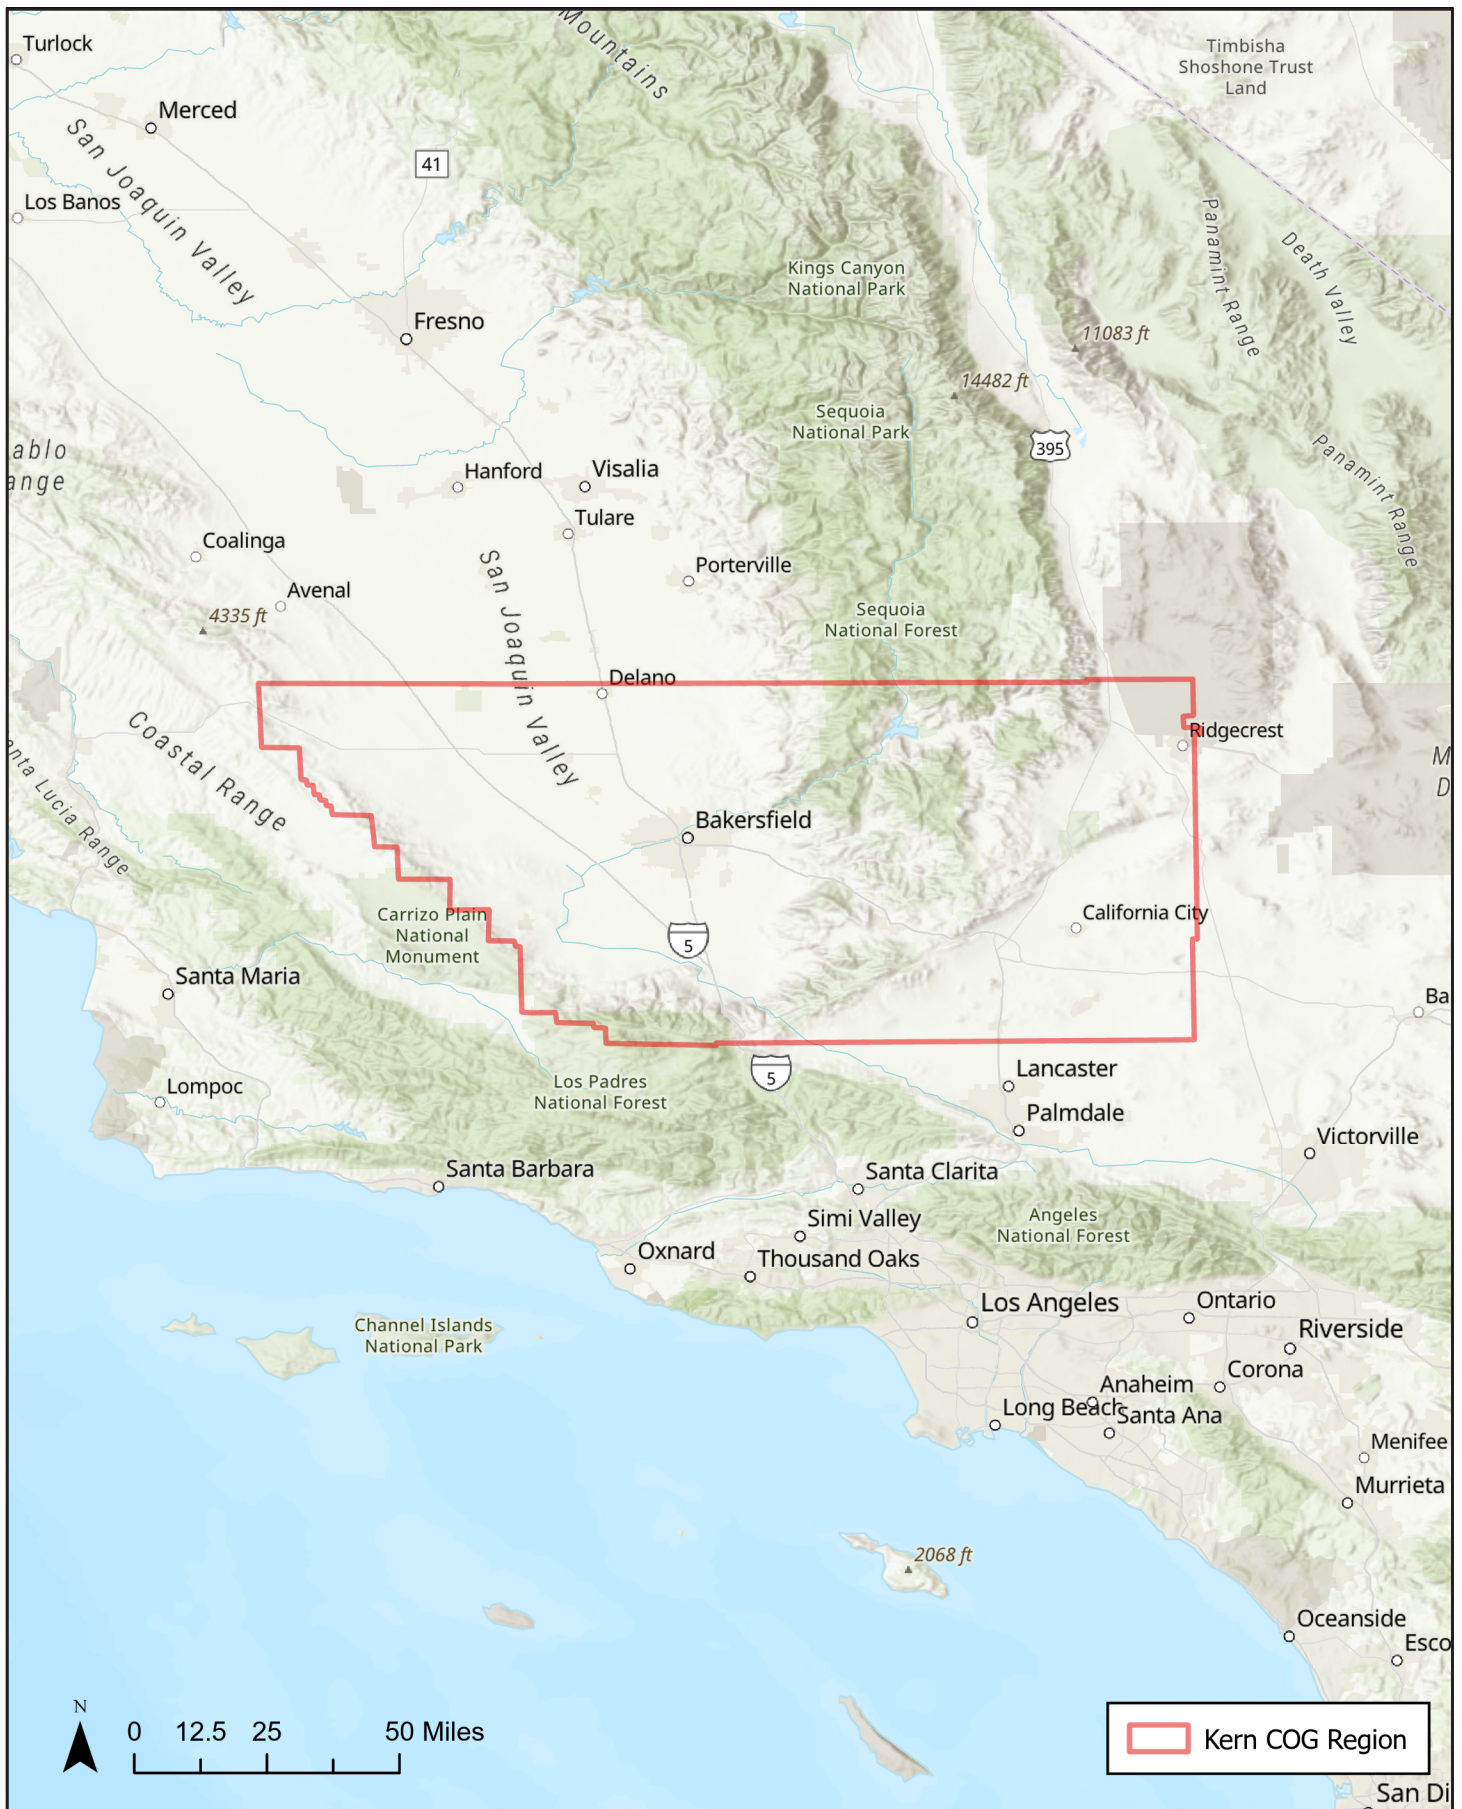 Mountains
Timbisha
Shoshone Trust
Land
Turlock
Merced
San Joaquin Valley
41
Los Banos
Panamint Range
Death Valley
Kings Canyon
National Park
Fresno
11083 ft
14482 ft
Sequoia
National Park
395
ablo
ange
Panamint Range
Hanford
Visalia
Tulare
Coalinga
San Joaquin Valley
Porterville
Avenal
4335 ft
Sequoia
National Forest
Delano
Coastal Range
Ridgecrest
anta Lucia Range
M
D
Bakersfield
Carrizo Plain
National
Monument
California City
5
Santa Maria
Ba
Lancaster
5
Lompoc
Los Padres
National Forest
Palmdale
Victorville
Santa Barbara
Santa Clarita
Simi Valley
Angeles
National Forest
Oxnard
Thousand Oaks
Los Angeles
Ontario
Channel Islands
National Park
Riverside
Corona
Anaheim
Long Beach
Santa Ana
Menifee
Murrieta
2068 ft
Oceanside
Esco
N
0 12.5 25 50 Miles
Kern COG Region
San Di